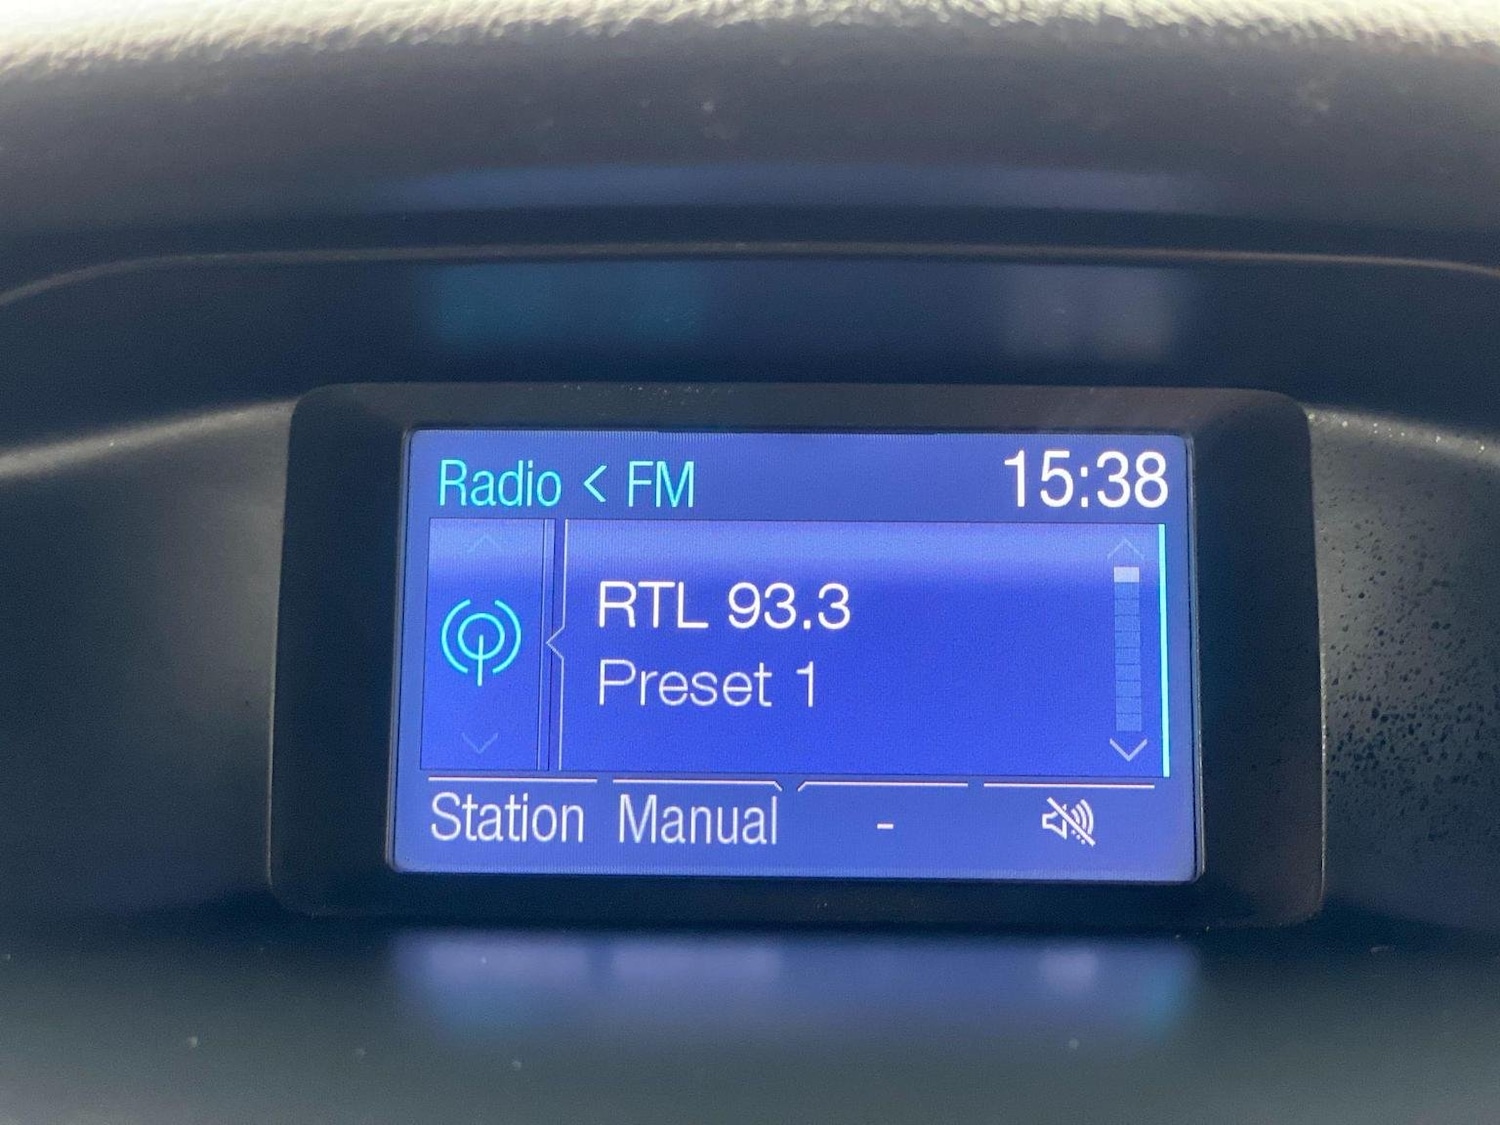 Radio < FM 15:38
RTL 93.3
Preset 1
Station Manual -